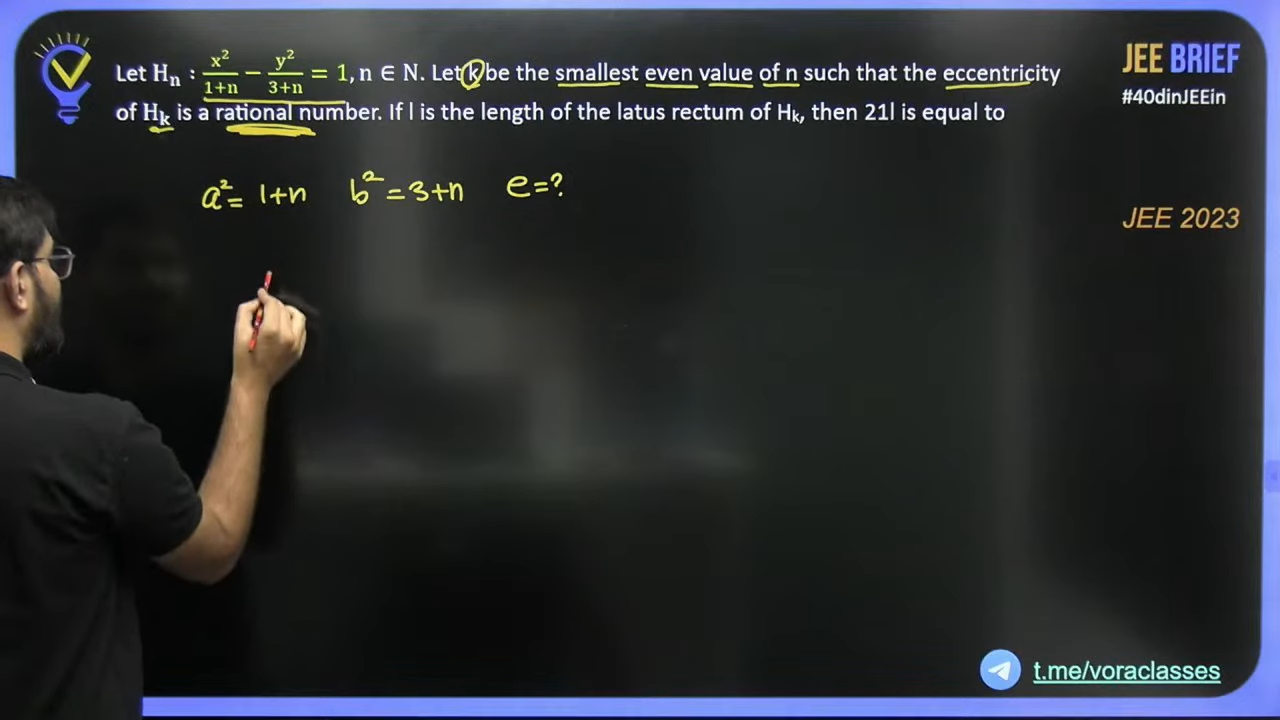 Let Hₙ : x²/1+n − y²/3+n = 1, n ∈ N. Let k be the smallest even value of n such that the eccentricity
of Hₖ is a rational number. If l is the length of the latus rectum of Hₖ, then 21l is equal to
JEE BRIEF
#40dinJEEin
a² = 1+n b² = 3+n e = ?
JEE 2023
t.me/voraclasses